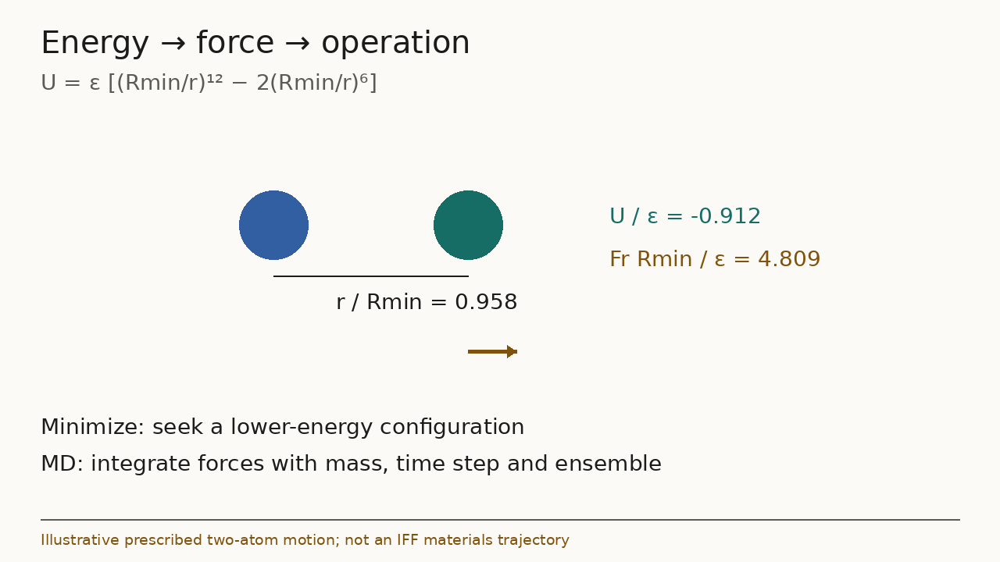 Energy → force → operation
U = ε [(Rmin/r)¹² − 2(Rmin/r)⁶]
U / ε = -0.912
Fr Rmin / ε = 4.809
r / Rmin = 0.958
Minimize: seek a lower-energy configuration
MD: integrate forces with mass, time step and ensemble
Illustrative prescribed two-atom motion; not an IFF materials trajectory